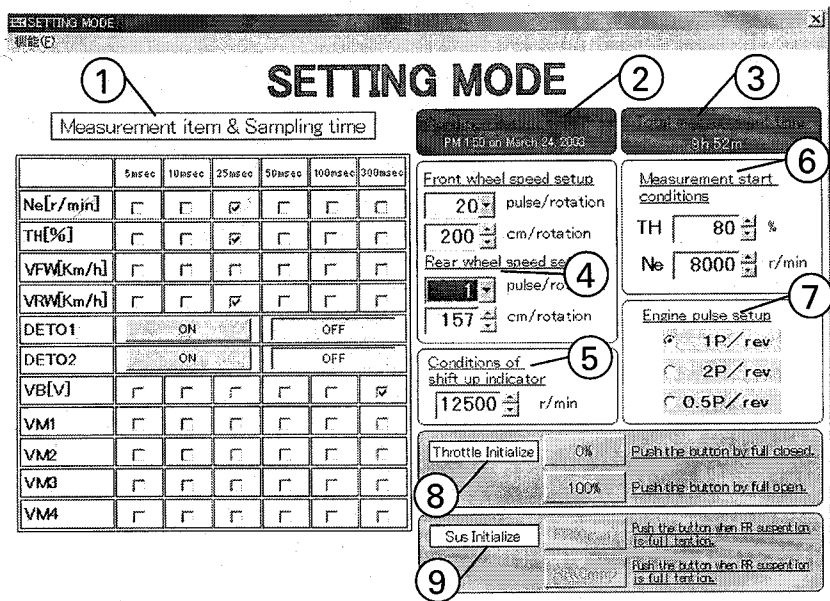 SETTING MODE
機能(F)
SETTING MODE
1
2
3
Measurement item & Sampling time
PM 1:50 on March 24, 2003
9h 52m
5msec 10msec 25msec 50msec 100msec 300msec
Ne[r/min]
TH[%]
VFW[Km/h]
VRW[Km/h]
DETO1 ON OFF
DETO2 ON OFF
VB[V]
VM1
VM2
VM3
VM4
Front wheel speed setup
20 pulse/rotation
200 cm/rotation
Rear wheel speed se
4
1 pulse/ro
157 cm/rotation
Conditions of
shift up indicator
5
12500 r/min
6
Measurement start
conditions
TH 80 %
Ne 8000 r/min
7
Engine pulse setup
1P/rev
2P/rev
0.5P/rev
Throttle Initialize 0% Push the button by full closed.
100% Push the button by full open.
8
Sus Initialize Push the button when FR suspention
is full tention.
Push the button when RR suspention
is full tention.
9